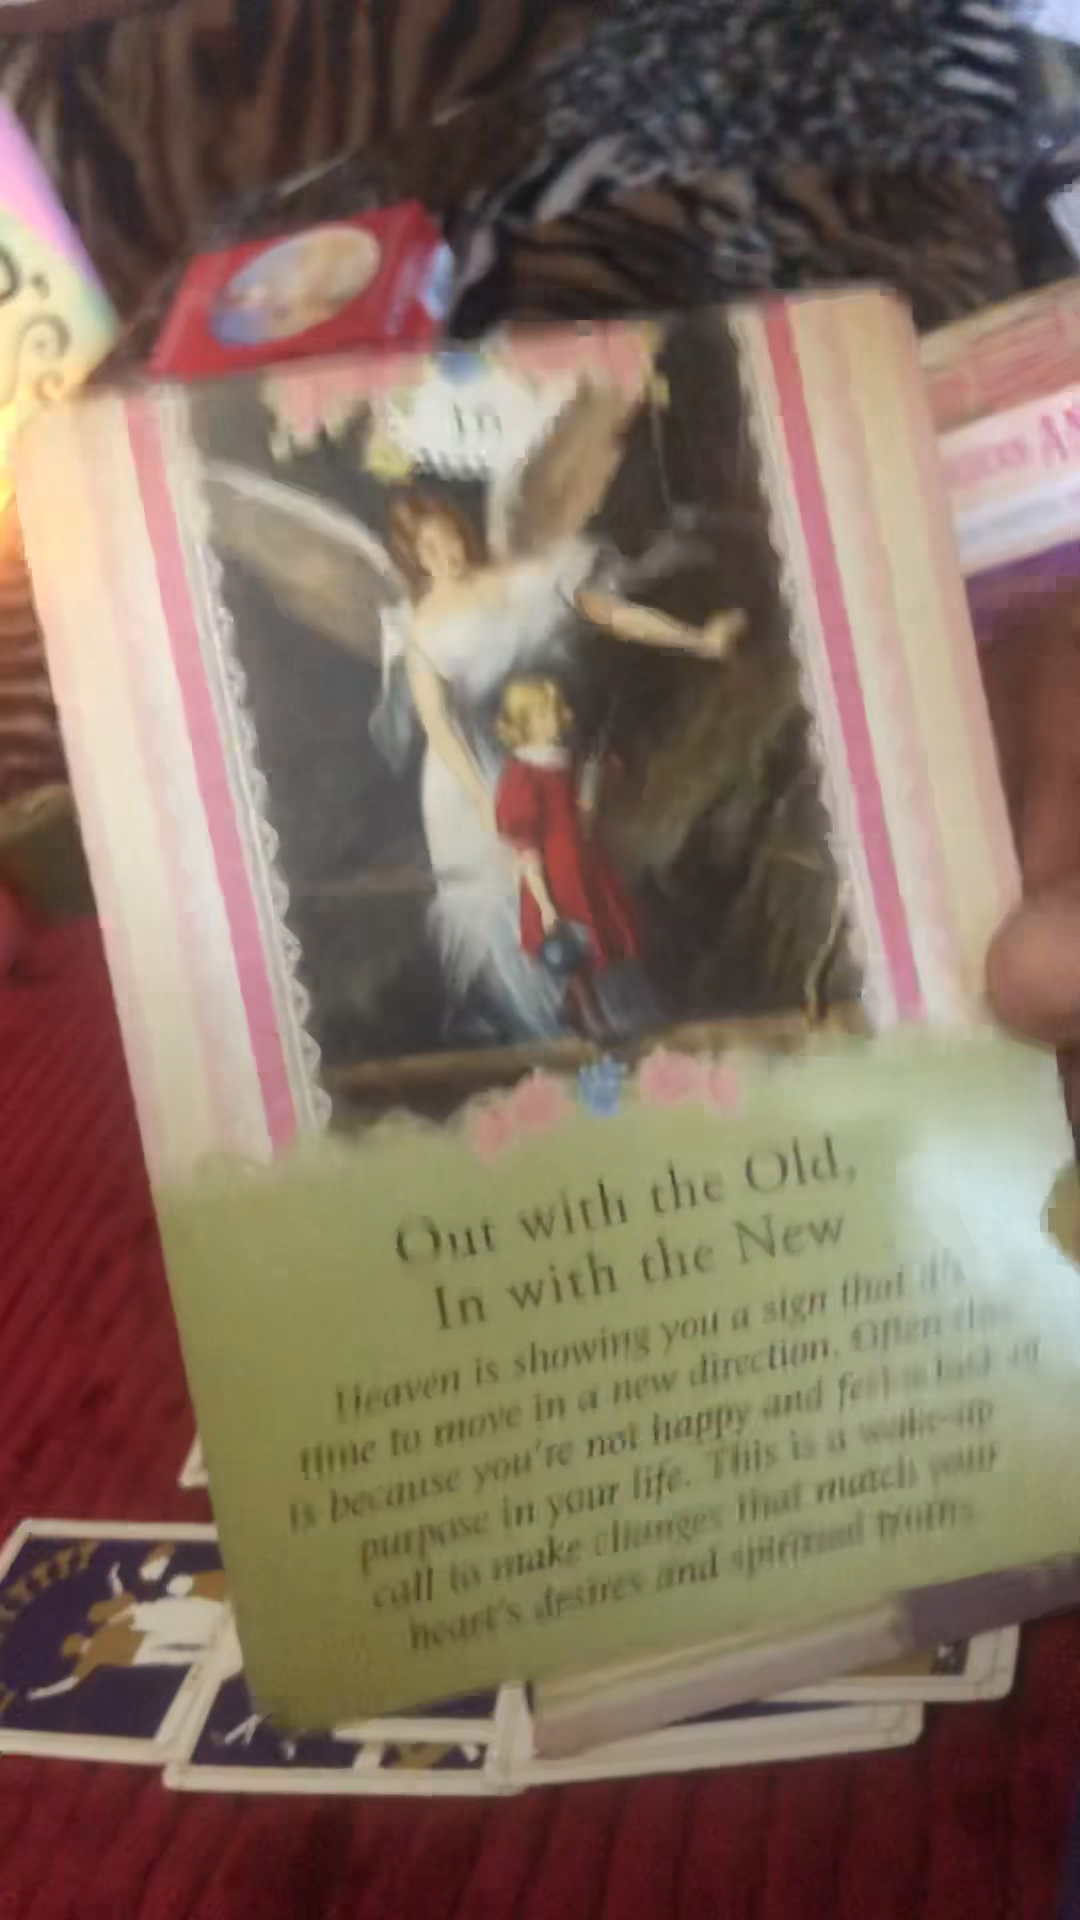 In
Out with the Old,
In with the New
Heaven is showing you a sign that it's
time to move in a new direction. Often this
is because you're not happy and feel a lack of
purpose in your life. This is a wake-up
call to make changes that match your
heart's desires and spiritual truth.